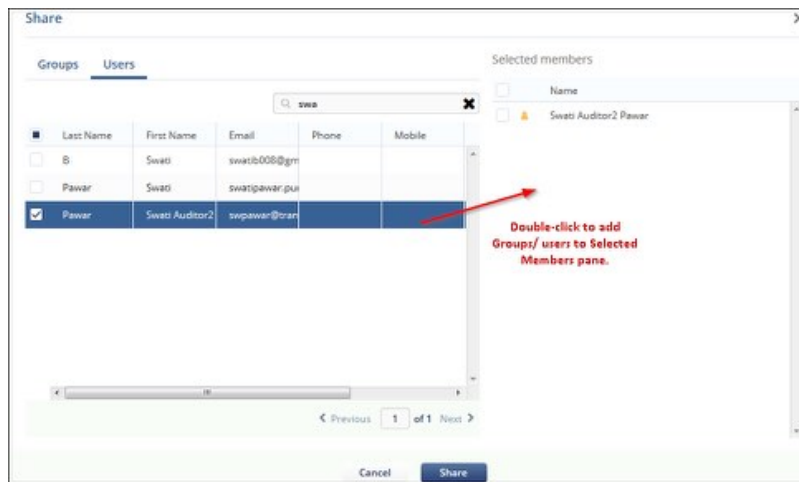 Share
Groups Users
swa
Last Name First Name Email Phone Mobile
B Swati swatib008@gm
Pawar Swati swatipawar.pu
Pawar Swati Auditor2 swpawar@tran
Previous 1 of 1 Next
Selected members
Name
Swati Auditor2 Pawar
Double-click to add
Groups/ users to Selected
Members pane.
Cancel Share